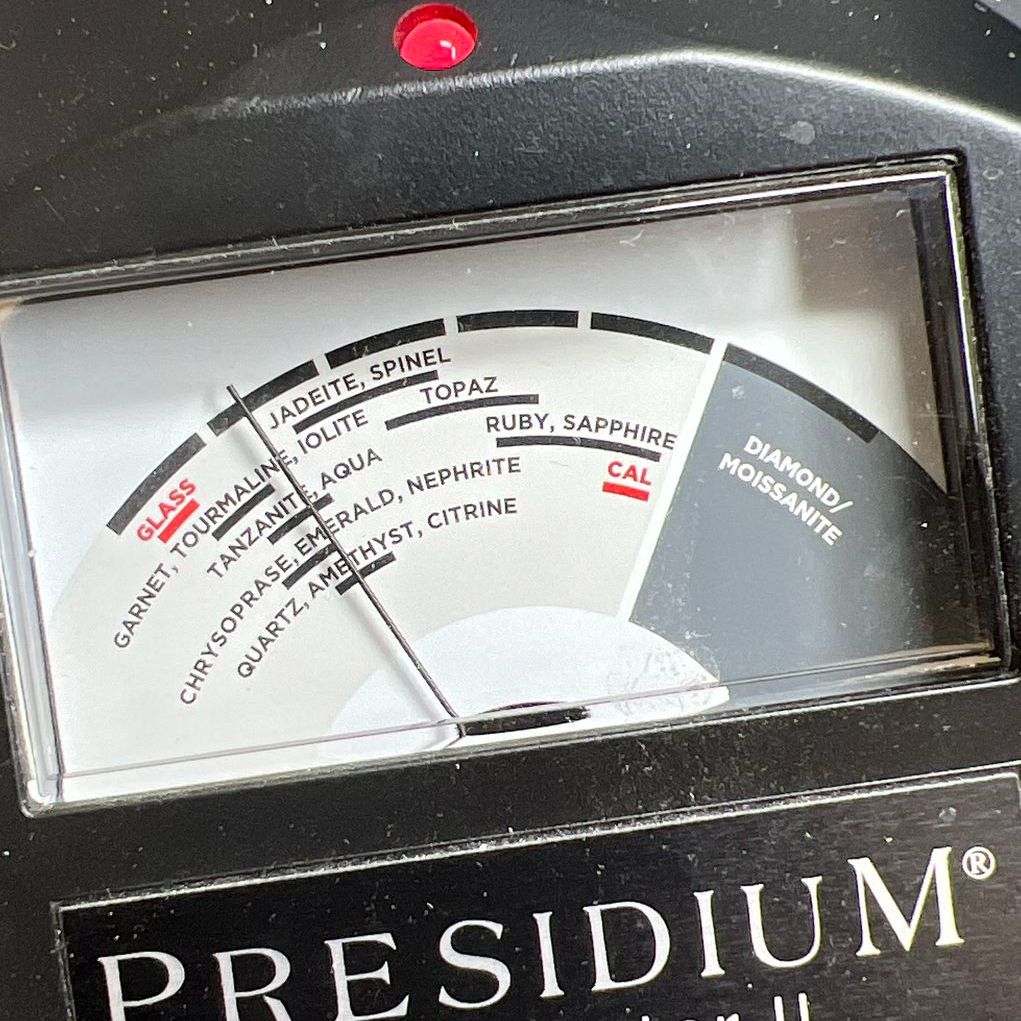 JADEITE, SPINEL
TOPAZ
RUBY, SAPPHIRE
CAL
DIAMOND/
MOISSANITE
GLASS
GARNET, TOURMALINE, IOLITE
TANZANITE, AQUA
CHRYSOPRASE, EMERALD, NEPHRITE
QUARTZ, AMETHYST, CITRINE
PRESIDIUM®
II